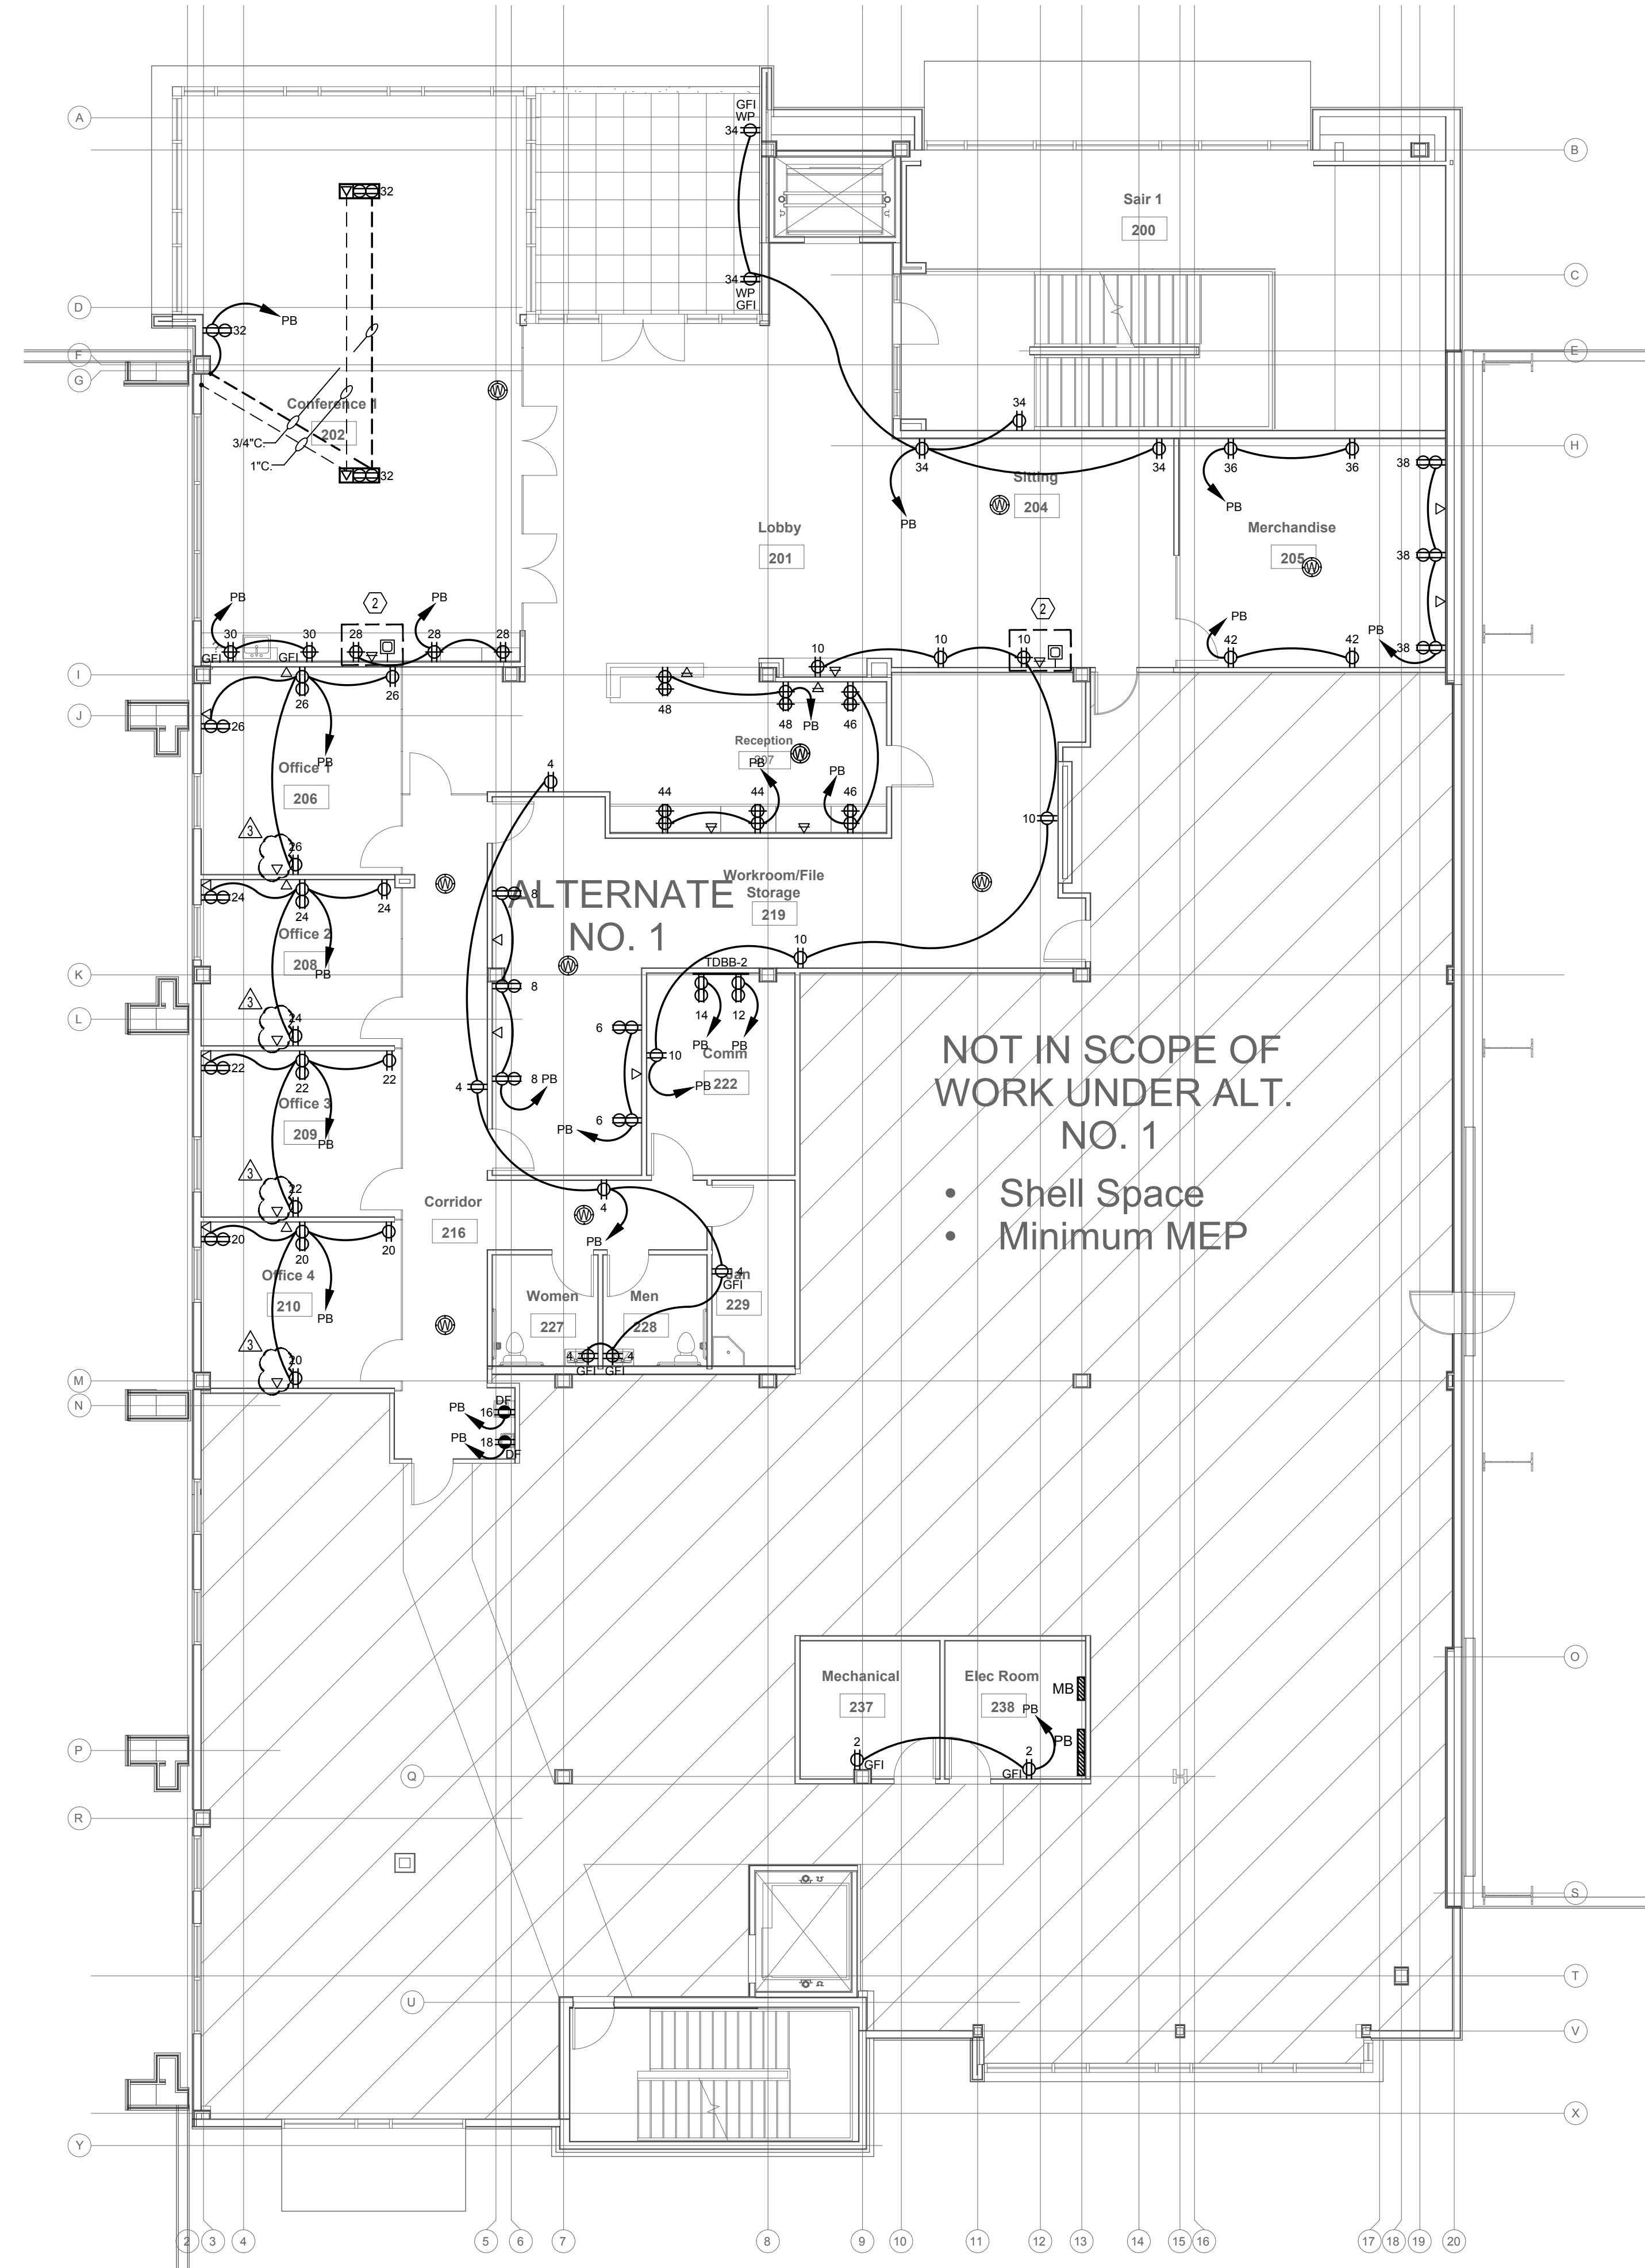 A
GFI
WP
34
B
Sair 1
200
32
C
34
WP
GFI
D
PB
32
F
E
G
W
Conference 1
34
202
3/4"C.
H
1"C.
32
34
34
36
36
38
Sitting
W
204
PB
PB
Lobby
Merchandise
201
205
38
W
PB
2
PB
2
PB
30
30
28
28
28
10
10
10
42
42
PB
38
GFI
GFI
I
26
26
48
48
PB
46
J
26
Reception
207
W
PB
Office 1
PB
PB
4
206
44
44
46
10
3
26
Workroom/File
Storage
219
W
W
24
24
24
8
ALTERNATE
NO. 1
Office 2
208
PB
W
10
K
TDBB-2
3
24
8
14
12
L
6
PB
PB
Comm
222
10
PB
NOT IN SCOPE OF
WORK UNDER ALT.
NO. 1
• Shell Space
• Minimum MEP
22
22
22
8
PB
4
Office 3
209
PB
6
PB
3
22
Corridor
216
4
W
PB
20
20
20
4
GFI
Jan
229
Office 4
210
PB
Women
227
Men
228
W
3
20
4
4
GFI
GFI
M
N
PB
16
DF
PB
18
DF
O
Mechanical
237
Elec Room
238
MB
PB
PB
2
GFI
2
GFI
P
Q
R
S
T
U
V
X
Y
2
3
4
5
6
7
8
9
10
11
12
13
14
15
16
17
18
19
20